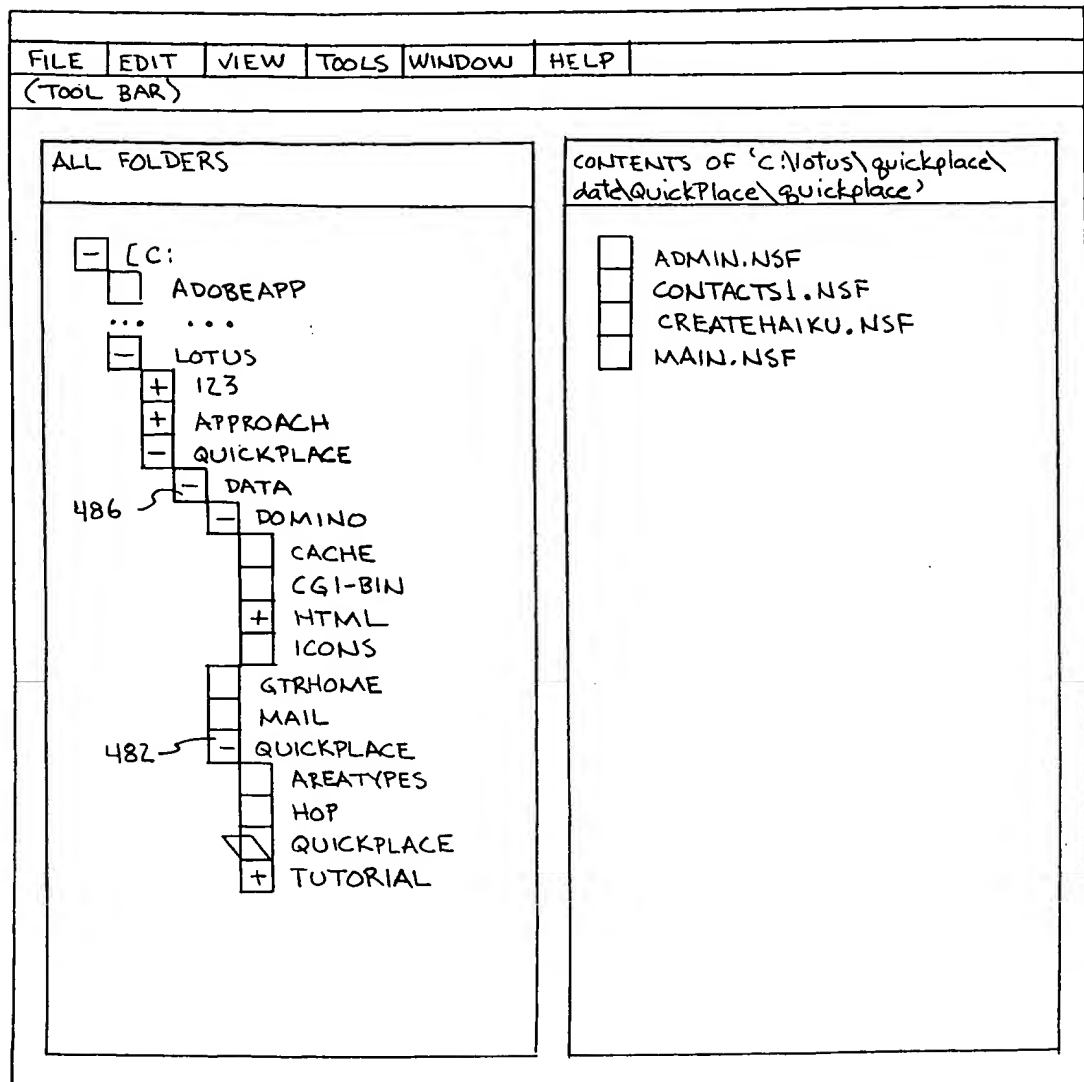 FILE EDIT VIEW TOOLS WINDOW HELP
(TOOL BAR)
ALL FOLDERS
- [C:
ADOBEAPP
... ...
- LOTUS
+ 123
+ APPROACH
- QUICKPLACE
- DATA
486
- DOMINO
CACHE
CGI-BIN
+ HTML
ICONS
GTRHOME
MAIL
482 - QUICKPLACE
AREATYPES
HOP
QUICKPLACE
+ TUTORIAL
CONTENTS OF 'C:\lotus\quickplace\
date\QuickPlace\quickplace'
ADMIN.NSF
CONTACTS1.NSF
CREATEHAIKU.NSF
MAIN.NSF